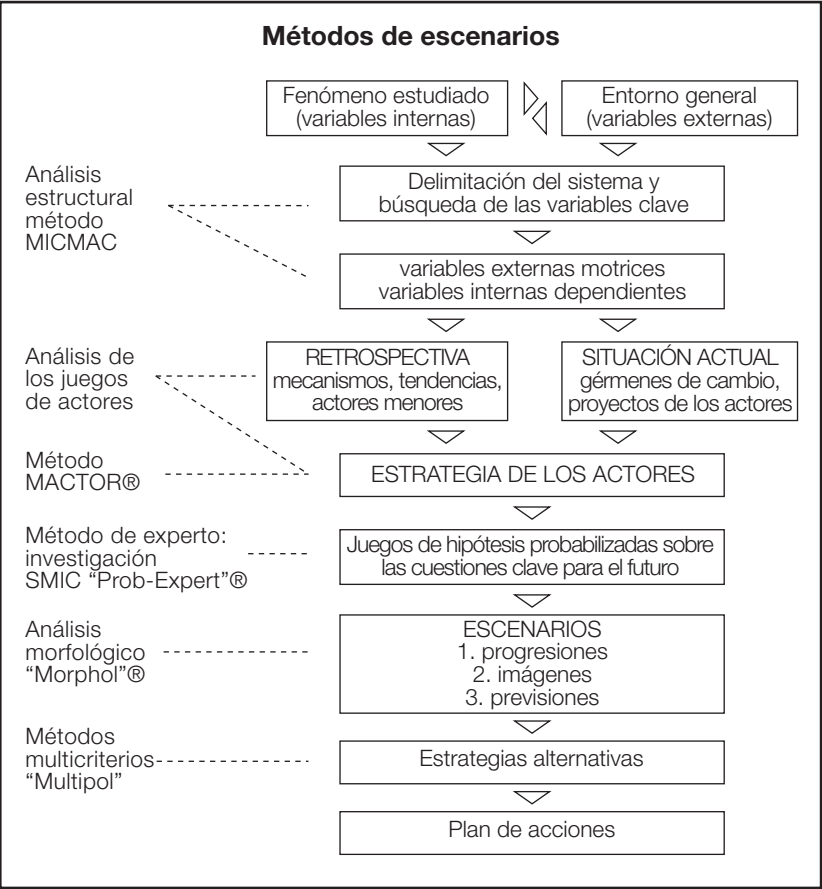 Métodos de escenarios
Fenómeno estudiado
(variables internas)
Entorno general
(variables externas)
Análisis
estructural
método
MICMAC
Delimitación del sistema y
búsqueda de las variables clave
variables externas motrices
variables internas dependientes
Análisis de
los juegos
de actores
RETROSPECTIVA
mecanismos, tendencias,
actores menores
SITUACIÓN ACTUAL
gérmenes de cambio,
proyectos de los actores
Método
MACTOR®
ESTRATEGIA DE LOS ACTORES
Método de experto:
investigación
SMIC “Prob-Expert”®
Juegos de hipótesis probabilizadas sobre
las cuestiones clave para el futuro
Análisis
morfológico
“Morphol”®
ESCENARIOS
1. progresiones
2. imágenes
3. previsiones
Métodos
multicriterios
“Multipol”
Estrategias alternativas
Plan de acciones